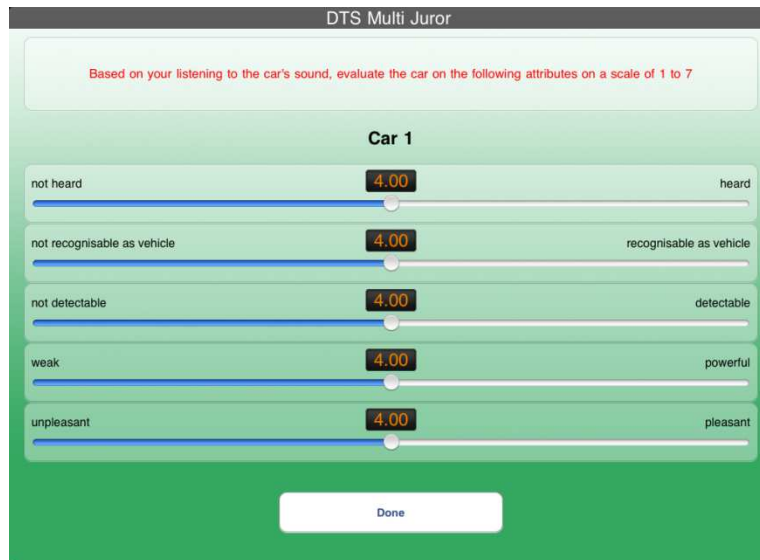 DTS Multi Juror
Based on your listening to the car's sound, evaluate the car on the following attributes on a scale of 1 to 7
Car 1
not heard 4.00 heard
not recognisable as vehicle 4.00 recognisable as vehicle
not detectable 4.00 detectable
weak 4.00 powerful
unpleasant 4.00 pleasant
Done